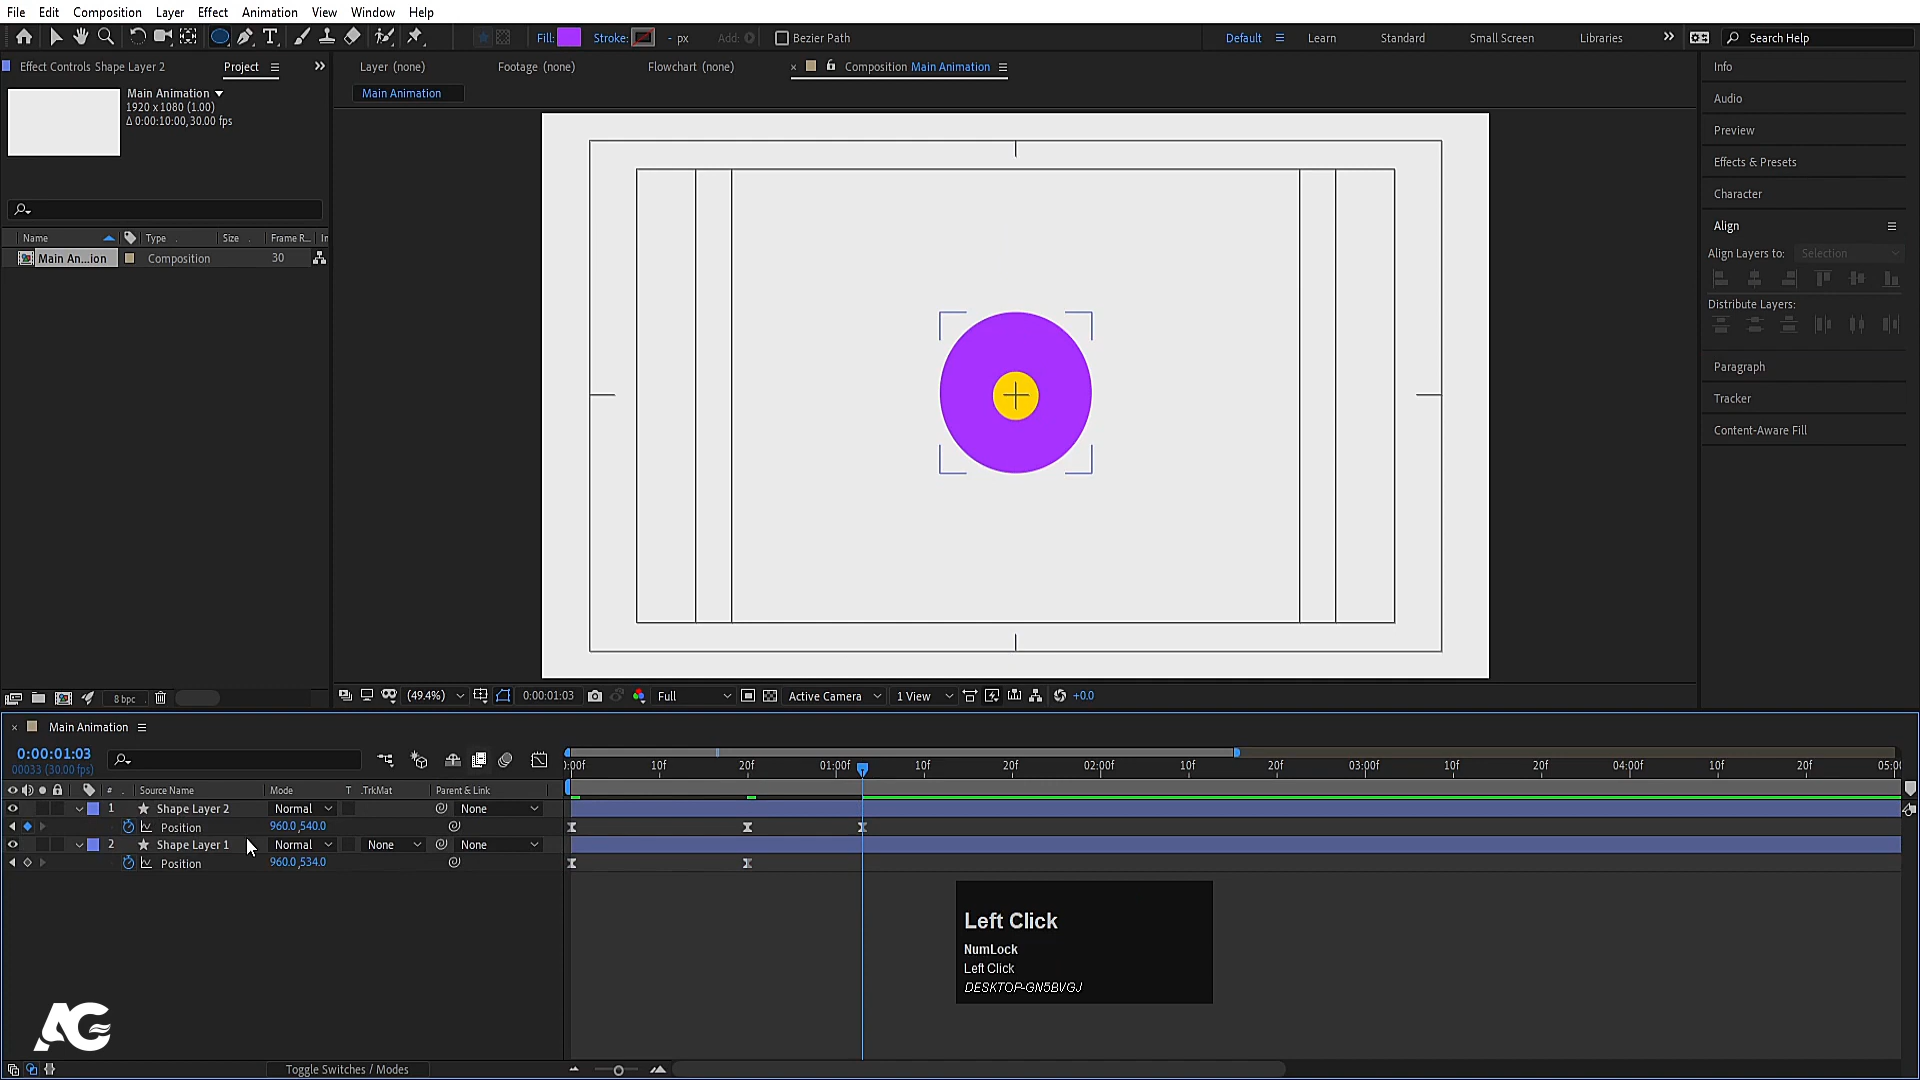 File Edit Composition Layer Effect Animation View Window Help
Fill: Stroke: - px Add: Bezier Path Default Learn Standard Small Screen Libraries Search Help
Effect Controls Shape Layer 2 Project Layer (none) Footage (none) Flowchart (none) Composition Main Animation Info
Main Animation
1920 x 1080 (1.00)
Δ 0:00:10:00, 30.00 fps
Main Animation
Audio
Preview
Effects & Presets
Character
Align
Align Layers to: Selection
Distribute Layers:
Paragraph
Tracker
Content-Aware Fill
Name Type Size Frame R...
Main An...ion Composition 30
8 bpc
(49.4%) 0:00:01:03 Full Active Camera 1 View +0.0
Main Animation
0:00:01:03
00033 (30.00 fps)
:00f 10f 20f 01:00f 10f 20f 02:00f 10f 20f 03:00f 10f 20f 04:00f 10f 20f 05:00
# Source Name Mode T .TrkMat Parent & Link
1 Shape Layer 2 Normal None
Position 960.0,540.0
2 Shape Layer 1 Normal None None
Position 960.0,534.0
Left Click
NumLock
Left Click
DESKTOP-GN5BVGJ
AG
Toggle Switches / Modes